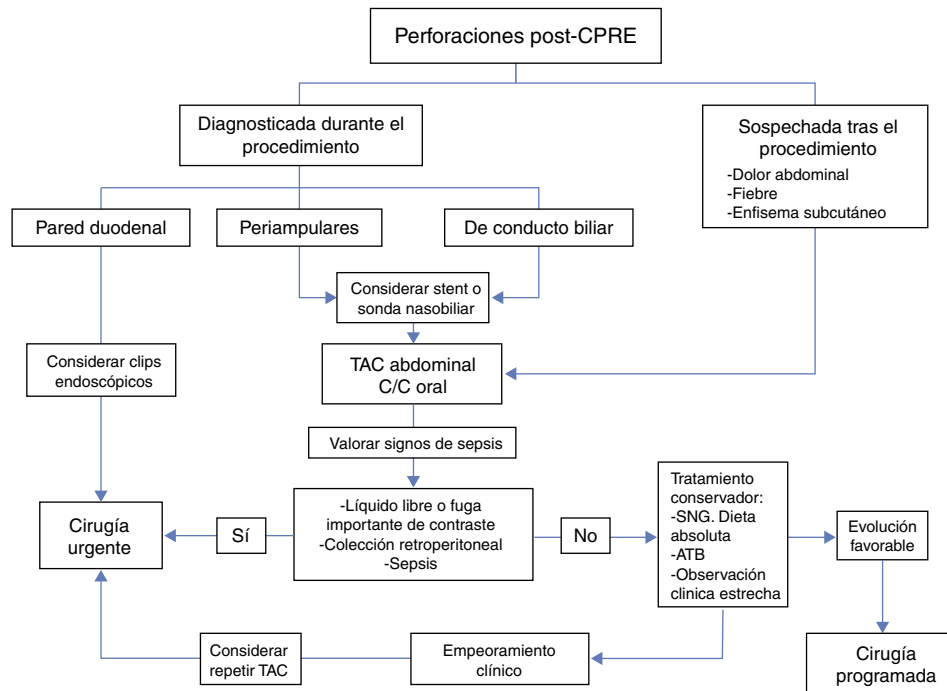 Perforaciones post-CPRE
Diagnosticada durante el
procedimiento
Sospechada tras el
procedimiento
-Dolor abdominal
-Fiebre
-Enfisema subcutáneo
Pared duodenal
Periampulares
De conducto biliar
Considerar stent o
sonda nasobiliar
Considerar clips
endoscópicos
TAC abdominal
C/C oral
Valorar signos de sepsis
Cirugía
urgente
Sí
-Líquido libre o fuga
importante de contraste
-Colección retroperitoneal
-Sepsis
No
Tratamiento
conservador:
-SNG. Dieta
absoluta
-ATB
-Observación
clinica estrecha
Evolución
favorable
Considerar
repetir TAC
Empeoramiento
clínico
Cirugía
programada